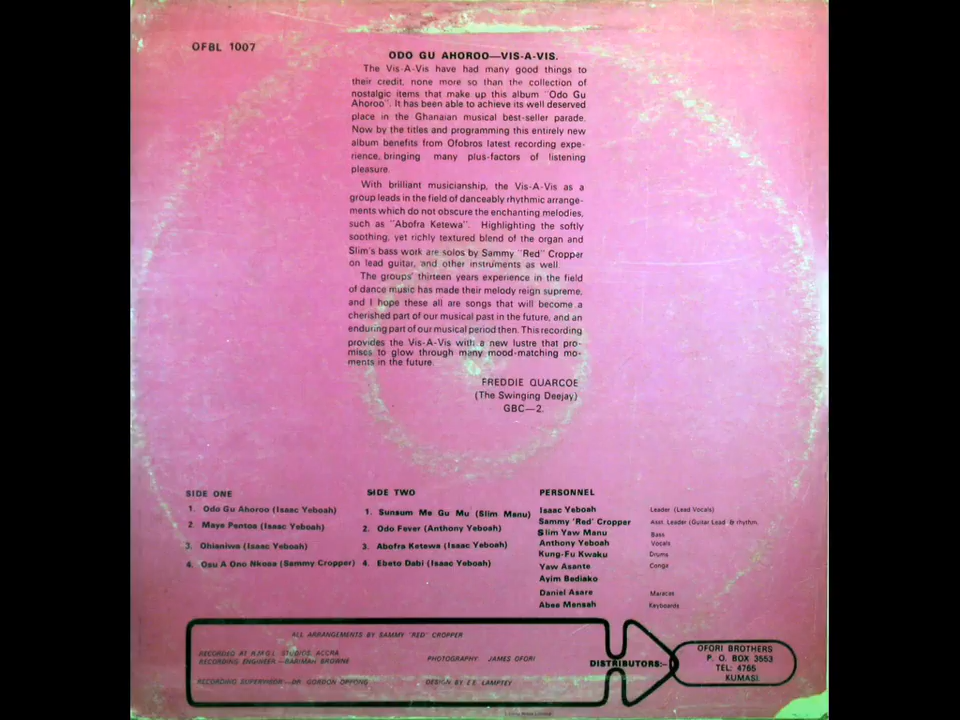 OFBL 1007
ODO GU AHOROO—VIS-A-VIS.
The Vis-A-Vis have had many good things to
their credit, none more so than the collection of
nostalgic items that make up this album "Odo Gu
Ahoroo". It has been able to achieve its well deserved
place in the Ghanaian musical best-seller parade.
Now by the titles and programming this entirely new
album benefits from Ofobros latest recording expe-
rience, bringing many plus-factors of listening
pleasure.
With brilliant musicianship, the Vis-A-Vis as a
group leads in the field of danceably rhythmic arrange-
ments which do not obscure the enchanting melodies,
such as "Abofra Ketewa". Highlighting the softly
soothing, yet richly textured blend of the organ and
Slim's bass work are solos by Sammy "Red" Cropper
on lead guitar, and other instruments as well.
The groups' thirteen years experience in the field
of dance music has made their melody reign supreme,
and I hope these all are songs that will become a
cherished part of our musical past in the future, and an
enduring part of our musical period then. This recording
provides the Vis-A-Vis with a new lustre that pro-
mises to glow through many mood-matching mo-
ments in the future.
FREDDIE QUARCOE
(The Swinging Deejay)
GBC—2.
SIDE ONE
1. Odo Gu Ahoroo (Isaac Yeboah)
2. Maye Pentoa (Isaac Yeboah)
3. Obianiwa (Isaac Yeboah)
4. Osu A Ono Nkosa (Sammy Cropper)
SIDE TWO
1. Sunsum Me Gu Mu (Slim Manu)
2. Odo Fever (Anthony Yeboah)
3. Abofra Ketewa (Isaac Yeboah)
4. Ebeto Dabi (Isaac Yeboah)
PERSONNEL
Isaac Yeboah Leader (Lead Vocals)
Sammy 'Red' Cropper Asst. Leader (Guitar Lead & rhythm.
Slim Yaw Manu Bass
Anthony Yeboah Vocals
Kung-Fu Kwaku Drums
Yaw Asante Conga
Ayim Bediako
Daniel Asare Maracas
Abea Mensah Keyboards
ALL ARRANGEMENTS BY SAMMY "RED" CROPPER
RECORDED AT STUDIOS, ACCRA
RECORDING ENGINEER—BARIMAH BROWNE
PHOTOGRAPHY JAMES OFORI
RECORDING SUPERVISOR—DR. GORDON OPPONG
DESIGN BY E.E. LAMPTEY
DISTRIBUTORS:-
OFORI BROTHERS
P. O. BOX 3553
TEL: 4765
KUMASI.